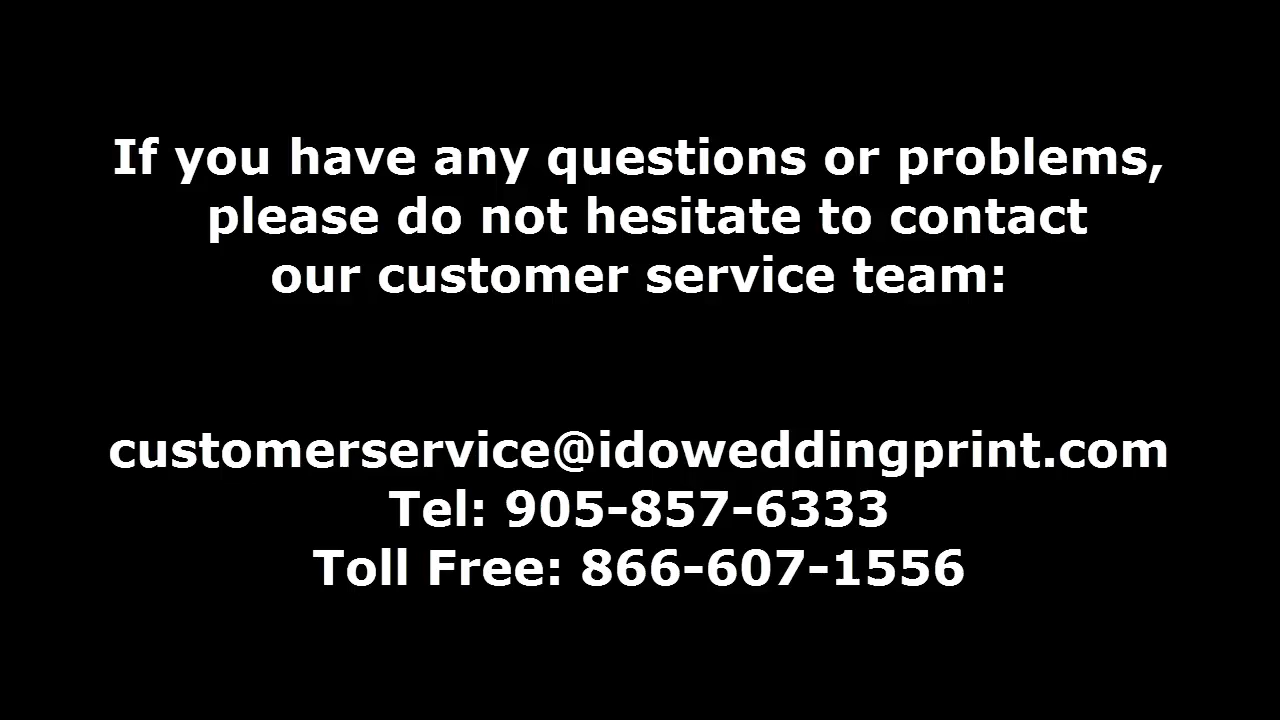 If you have any questions or problems,
please do not hesitate to contact
our customer service team:
customerservice@idoweddingprint.com
Tel: 905-857-6333
Toll Free: 866-607-1556